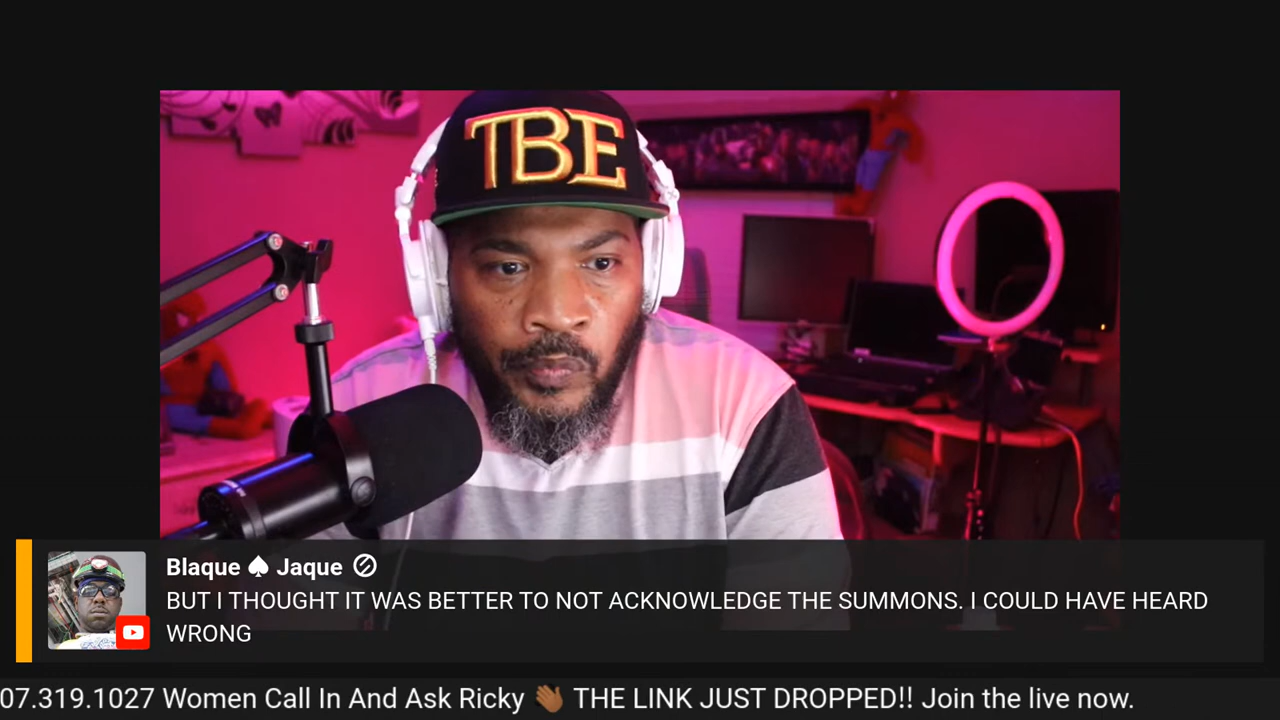 TBE
Blaque ♠ Jaque
BUT I THOUGHT IT WAS BETTER TO NOT ACKNOWLEDGE THE SUMMONS. I COULD HAVE HEARD
WRONG
07.319.1027 Women Call In And Ask Ricky 👋🏾 THE LINK JUST DROPPED!! Join the live now.